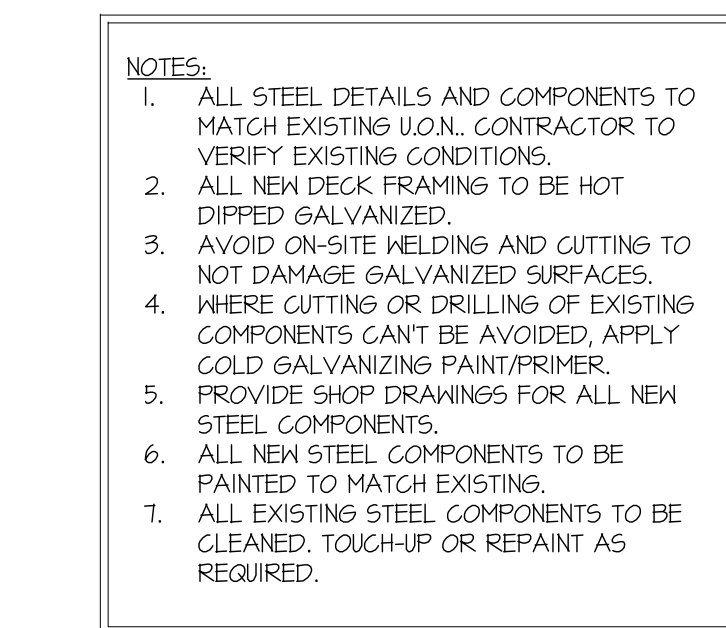 NOTES:
1. ALL STEEL DETAILS AND COMPONENTS TO
MATCH EXISTING U.O.N.. CONTRACTOR TO
VERIFY EXISTING CONDITIONS.
2. ALL NEW DECK FRAMING TO BE HOT
DIPPED GALVANIZED.
3. AVOID ON-SITE WELDING AND CUTTING TO
NOT DAMAGE GALVANIZED SURFACES.
4. WHERE CUTTING OR DRILLING OF EXISTING
COMPONENTS CAN'T BE AVOIDED, APPLY
COLD GALVANIZING PAINT/PRIMER.
5. PROVIDE SHOP DRAWINGS FOR ALL NEW
STEEL COMPONENTS.
6. ALL NEW STEEL COMPONENTS TO BE
PAINTED TO MATCH EXISTING.
7. ALL EXISTING STEEL COMPONENTS TO BE
CLEANED. TOUCH-UP OR REPAINT AS
REQUIRED.